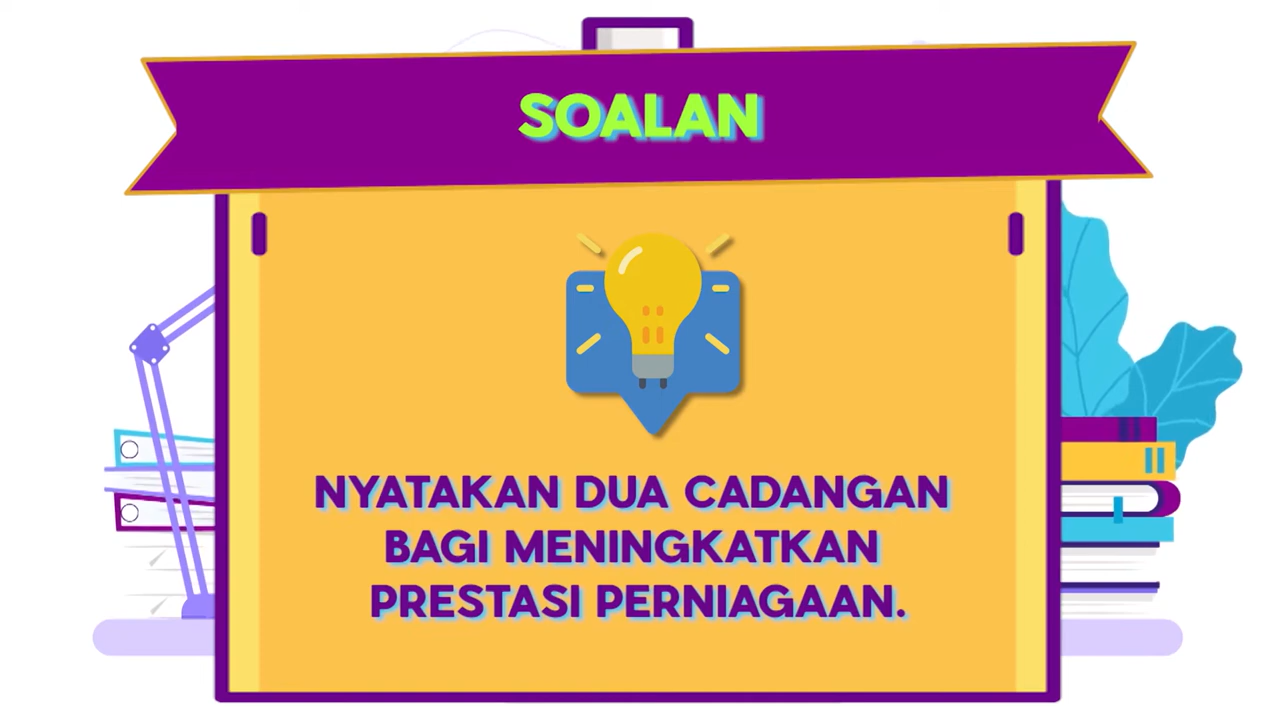 SOALAN
NYATAKAN DUA CADANGAN
BAGI MENINGKATKAN
PRESTASI PERNIAGAAN.